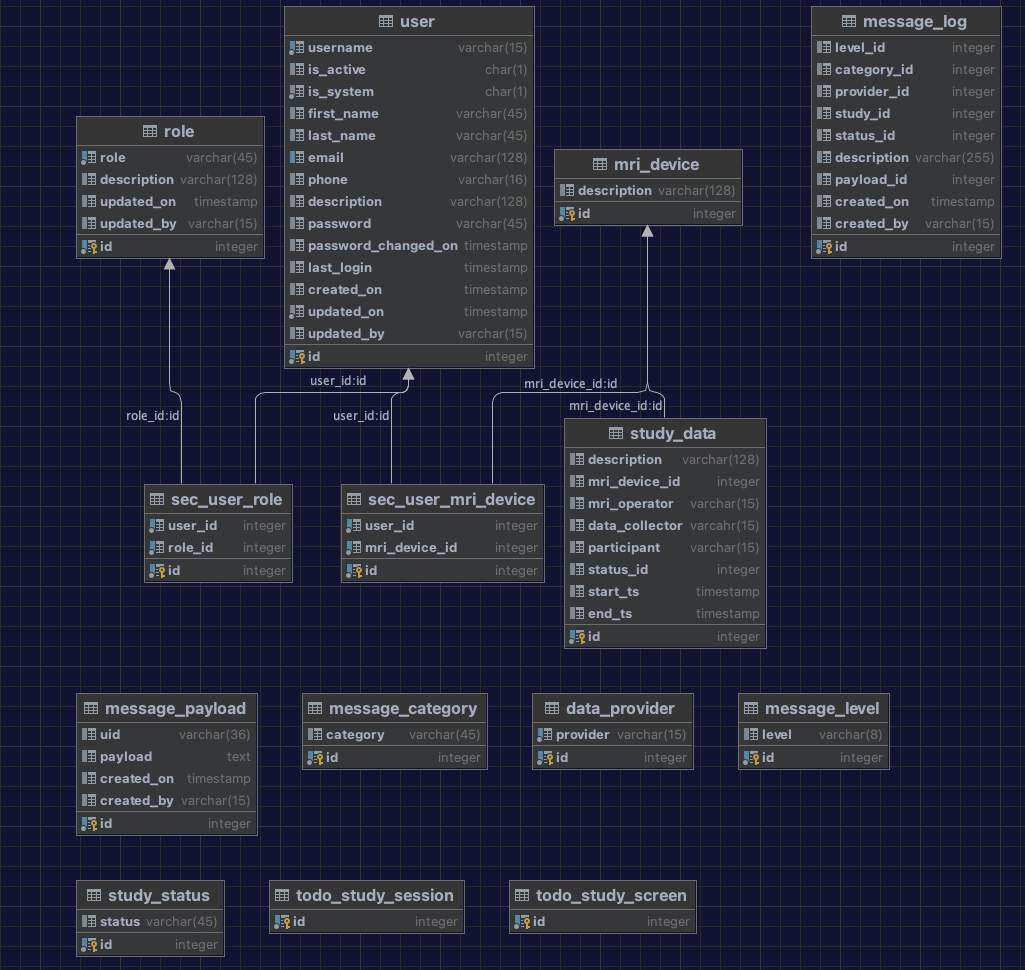 user
username varchar(15)
is_active char(1)
is_system char(1)
first_name varchar(45)
last_name varchar(45)
email varchar(128)
phone varchar(16)
description varchar(128)
password varchar(45)
password_changed_on timestamp
last_login timestamp
created_on timestamp
updated_on timestamp
updated_by varchar(15)
id integer
message_log
level_id integer
category_id integer
provider_id integer
study_id integer
status_id integer
description varchar(255)
payload_id integer
created_on timestamp
created_by varchar(15)
id integer
role
role varchar(45)
description varchar(128)
updated_on timestamp
updated_by varchar(15)
id integer
mri_device
description varchar(128)
id integer
user_id:id
mri_device_id:id
role_id:id
user_id:id
mri_device_id:id
sec_user_role
user_id integer
role_id integer
id integer
sec_user_mri_device
user_id integer
mri_device_id integer
id integer
study_data
description varchar(128)
mri_device_id integer
mri_operator varchar(15)
data_collector varcahr(15)
participant varchar(15)
status_id integer
start_ts timestamp
end_ts timestamp
id integer
message_payload
uid varchar(36)
payload text
created_on timestamp
created_by varchar(15)
id integer
message_category
category varchar(45)
id integer
data_provider
provider varchar(15)
id integer
message_level
level varchar(8)
id integer
study_status
status varchar(45)
id integer
todo_study_session
id integer
todo_study_screen
id integer